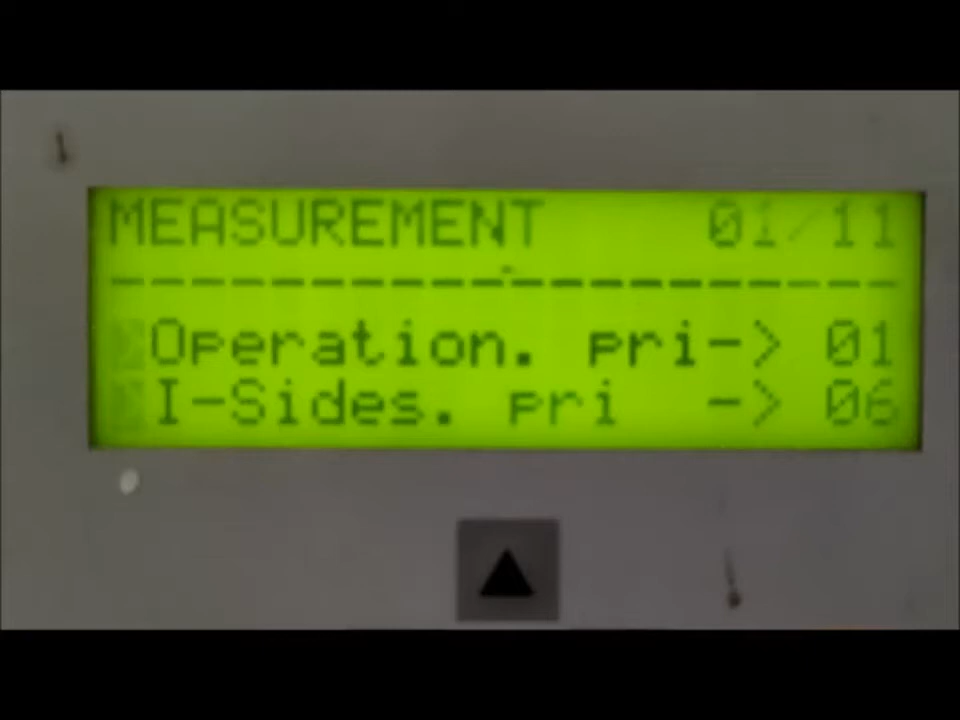 MEASUREMENT 01/11
--------------------
Operation. pri-> 01
I-Sides. pri -> 06